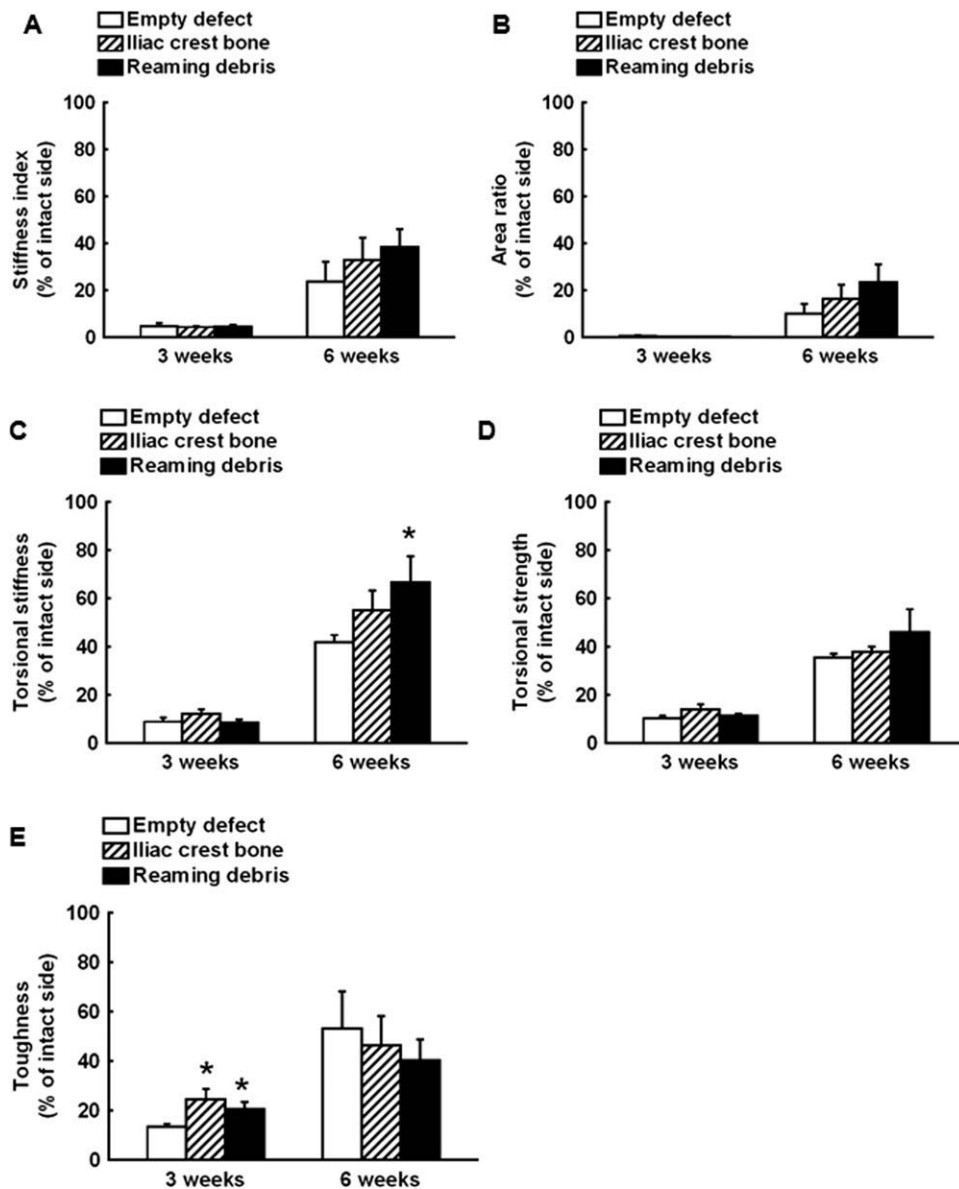 A
Empty defect
Iliac crest bone
Reaming debris
100
80
60
40
20
0
Stiffness index
(% of intact side)
3 weeks
6 weeks
B
Empty defect
Iliac crest bone
Reaming debris
100
80
60
40
20
0
Area ratio
(% of intact side)
3 weeks
6 weeks
C
Empty defect
Iliac crest bone
Reaming debris
100
80
60
40
20
0
Torsional stiffness
(% of intact side)
*
3 weeks
6 weeks
D
Empty defect
Iliac crest bone
Reaming debris
100
80
60
40
20
0
Torsional strength
(% of intact side)
3 weeks
6 weeks
E
Empty defect
Iliac crest bone
Reaming debris
100
80
60
40
20
0
Toughness
(% of intact side)
* *
3 weeks
6 weeks